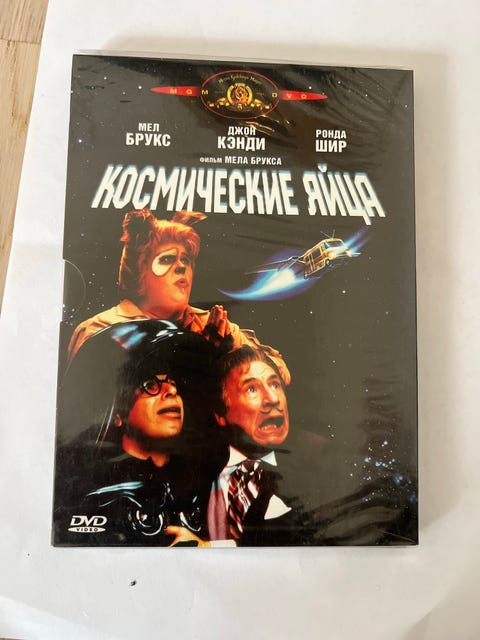 MGM DVD
МЕЛ БРУКС
ДЖОН КЭНДИ
РОНДА ШИР
ФИЛЬМ МЕЛА БРУКСА
КОСМИЧЕСКИЕ ЯЙЦА
DVD
VIDEO